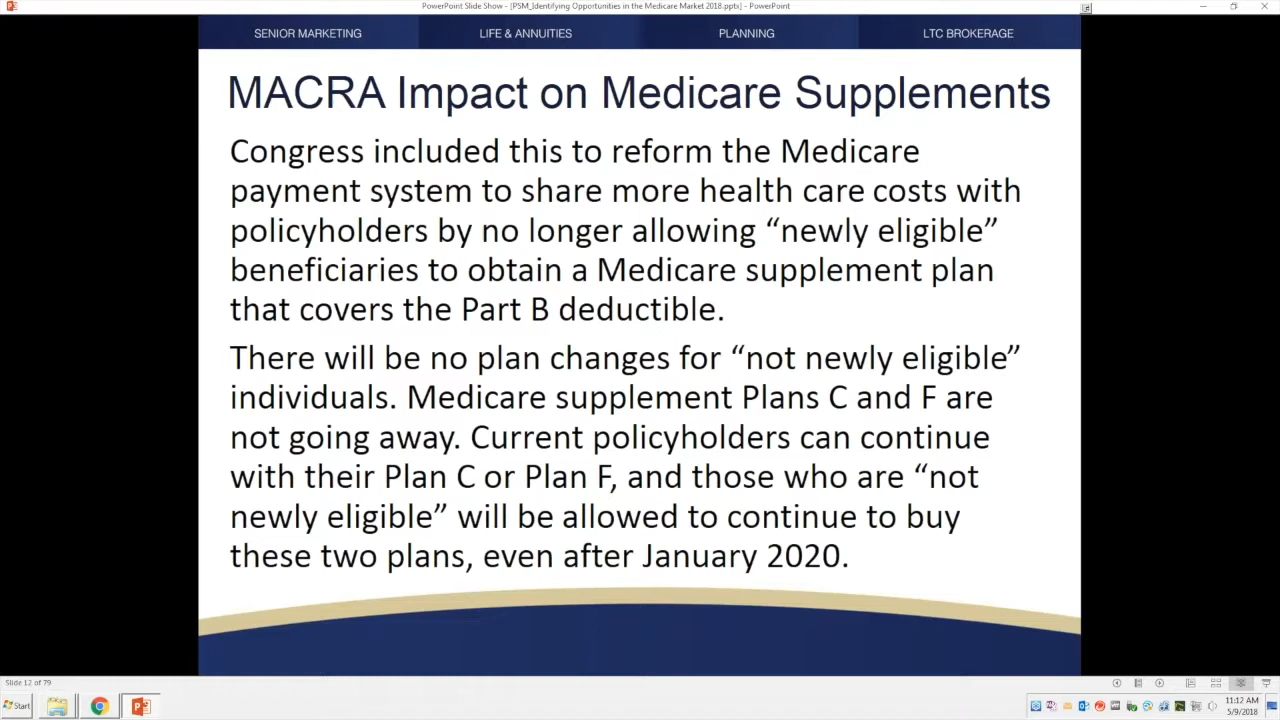 PowerPoint Slide Show - [PSM_Identifying Opportunities in the Medicare Market 2018.pptx] - PowerPoint
SENIOR MARKETING
LIFE & ANNUITIES
PLANNING
LTC BROKERAGE
MACRA Impact on Medicare Supplements
Congress included this to reform the Medicare
payment system to share more health care costs with
policyholders by no longer allowing “newly eligible”
beneficiaries to obtain a Medicare supplement plan
that covers the Part B deductible.
There will be no plan changes for “not newly eligible”
individuals. Medicare supplement Plans C and F are
not going away. Current policyholders can continue
with their Plan C or Plan F, and those who are “not
newly eligible” will be allowed to continue to buy
these two plans, even after January 2020.
Slide 12 of 79
Start
11:12 AM
5/9/2018